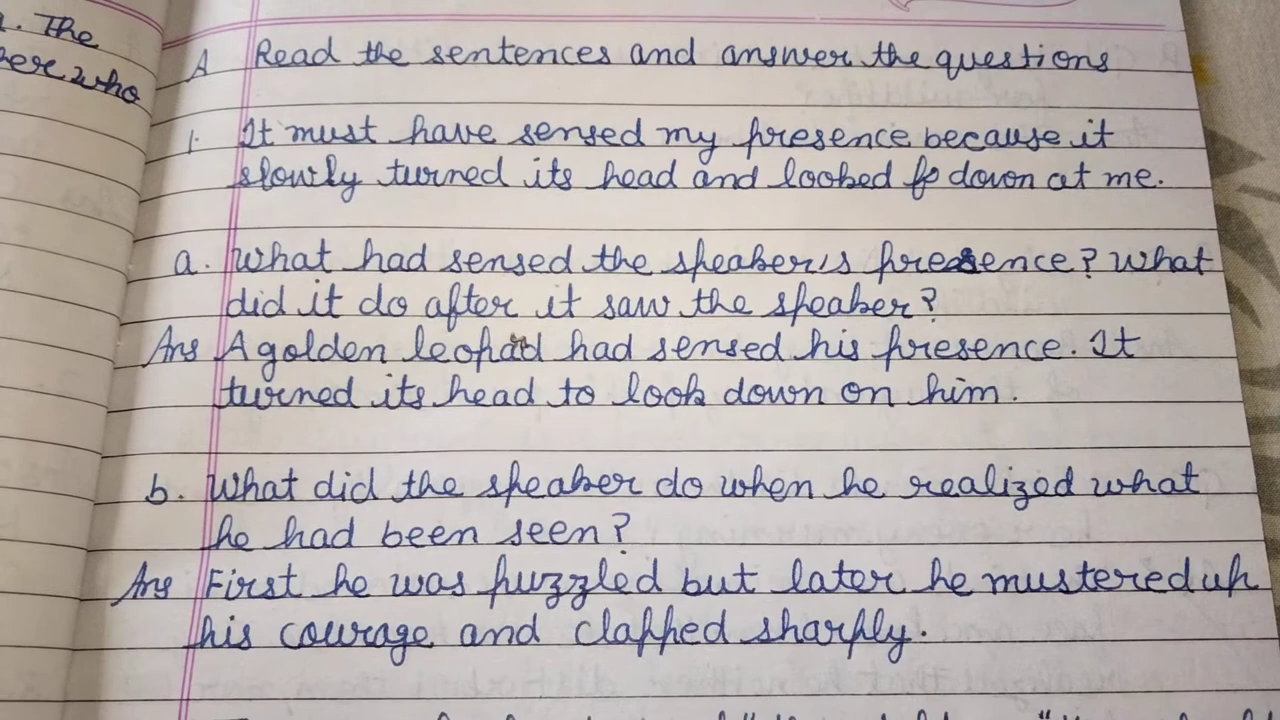 . The
who
A Read the sentences and answer the questions
1. It must have sensed my presence because it
slowly turned its head and looked down at me.
a. What had sensed the speaker's presence? What
did it do after it saw the speaker?
Ans A golden leopad had sensed his presence. It
turned its head to look down on him.
b. What did the speaker do when he realized what
he had been seen?
Ans First he was puzzled but later he mustered up
his courage and clapped sharply.